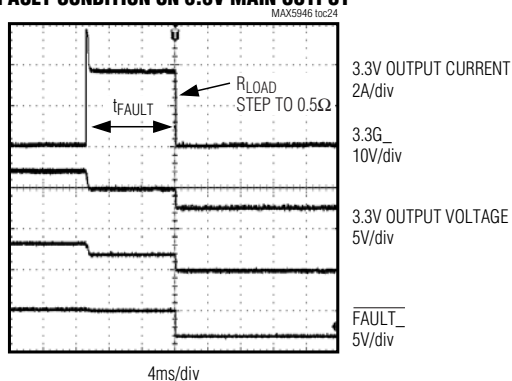 FAULT CONDITION ON 3.3V MAIN OUTPUT
MAX5946 toc24
3.3V OUTPUT CURRENT
2A/div
RLOAD
STEP TO 0.5Ω
tFAULT
3.3G_
10V/div
3.3V OUTPUT VOLTAGE
5V/div
FAULT_
5V/div
4ms/div